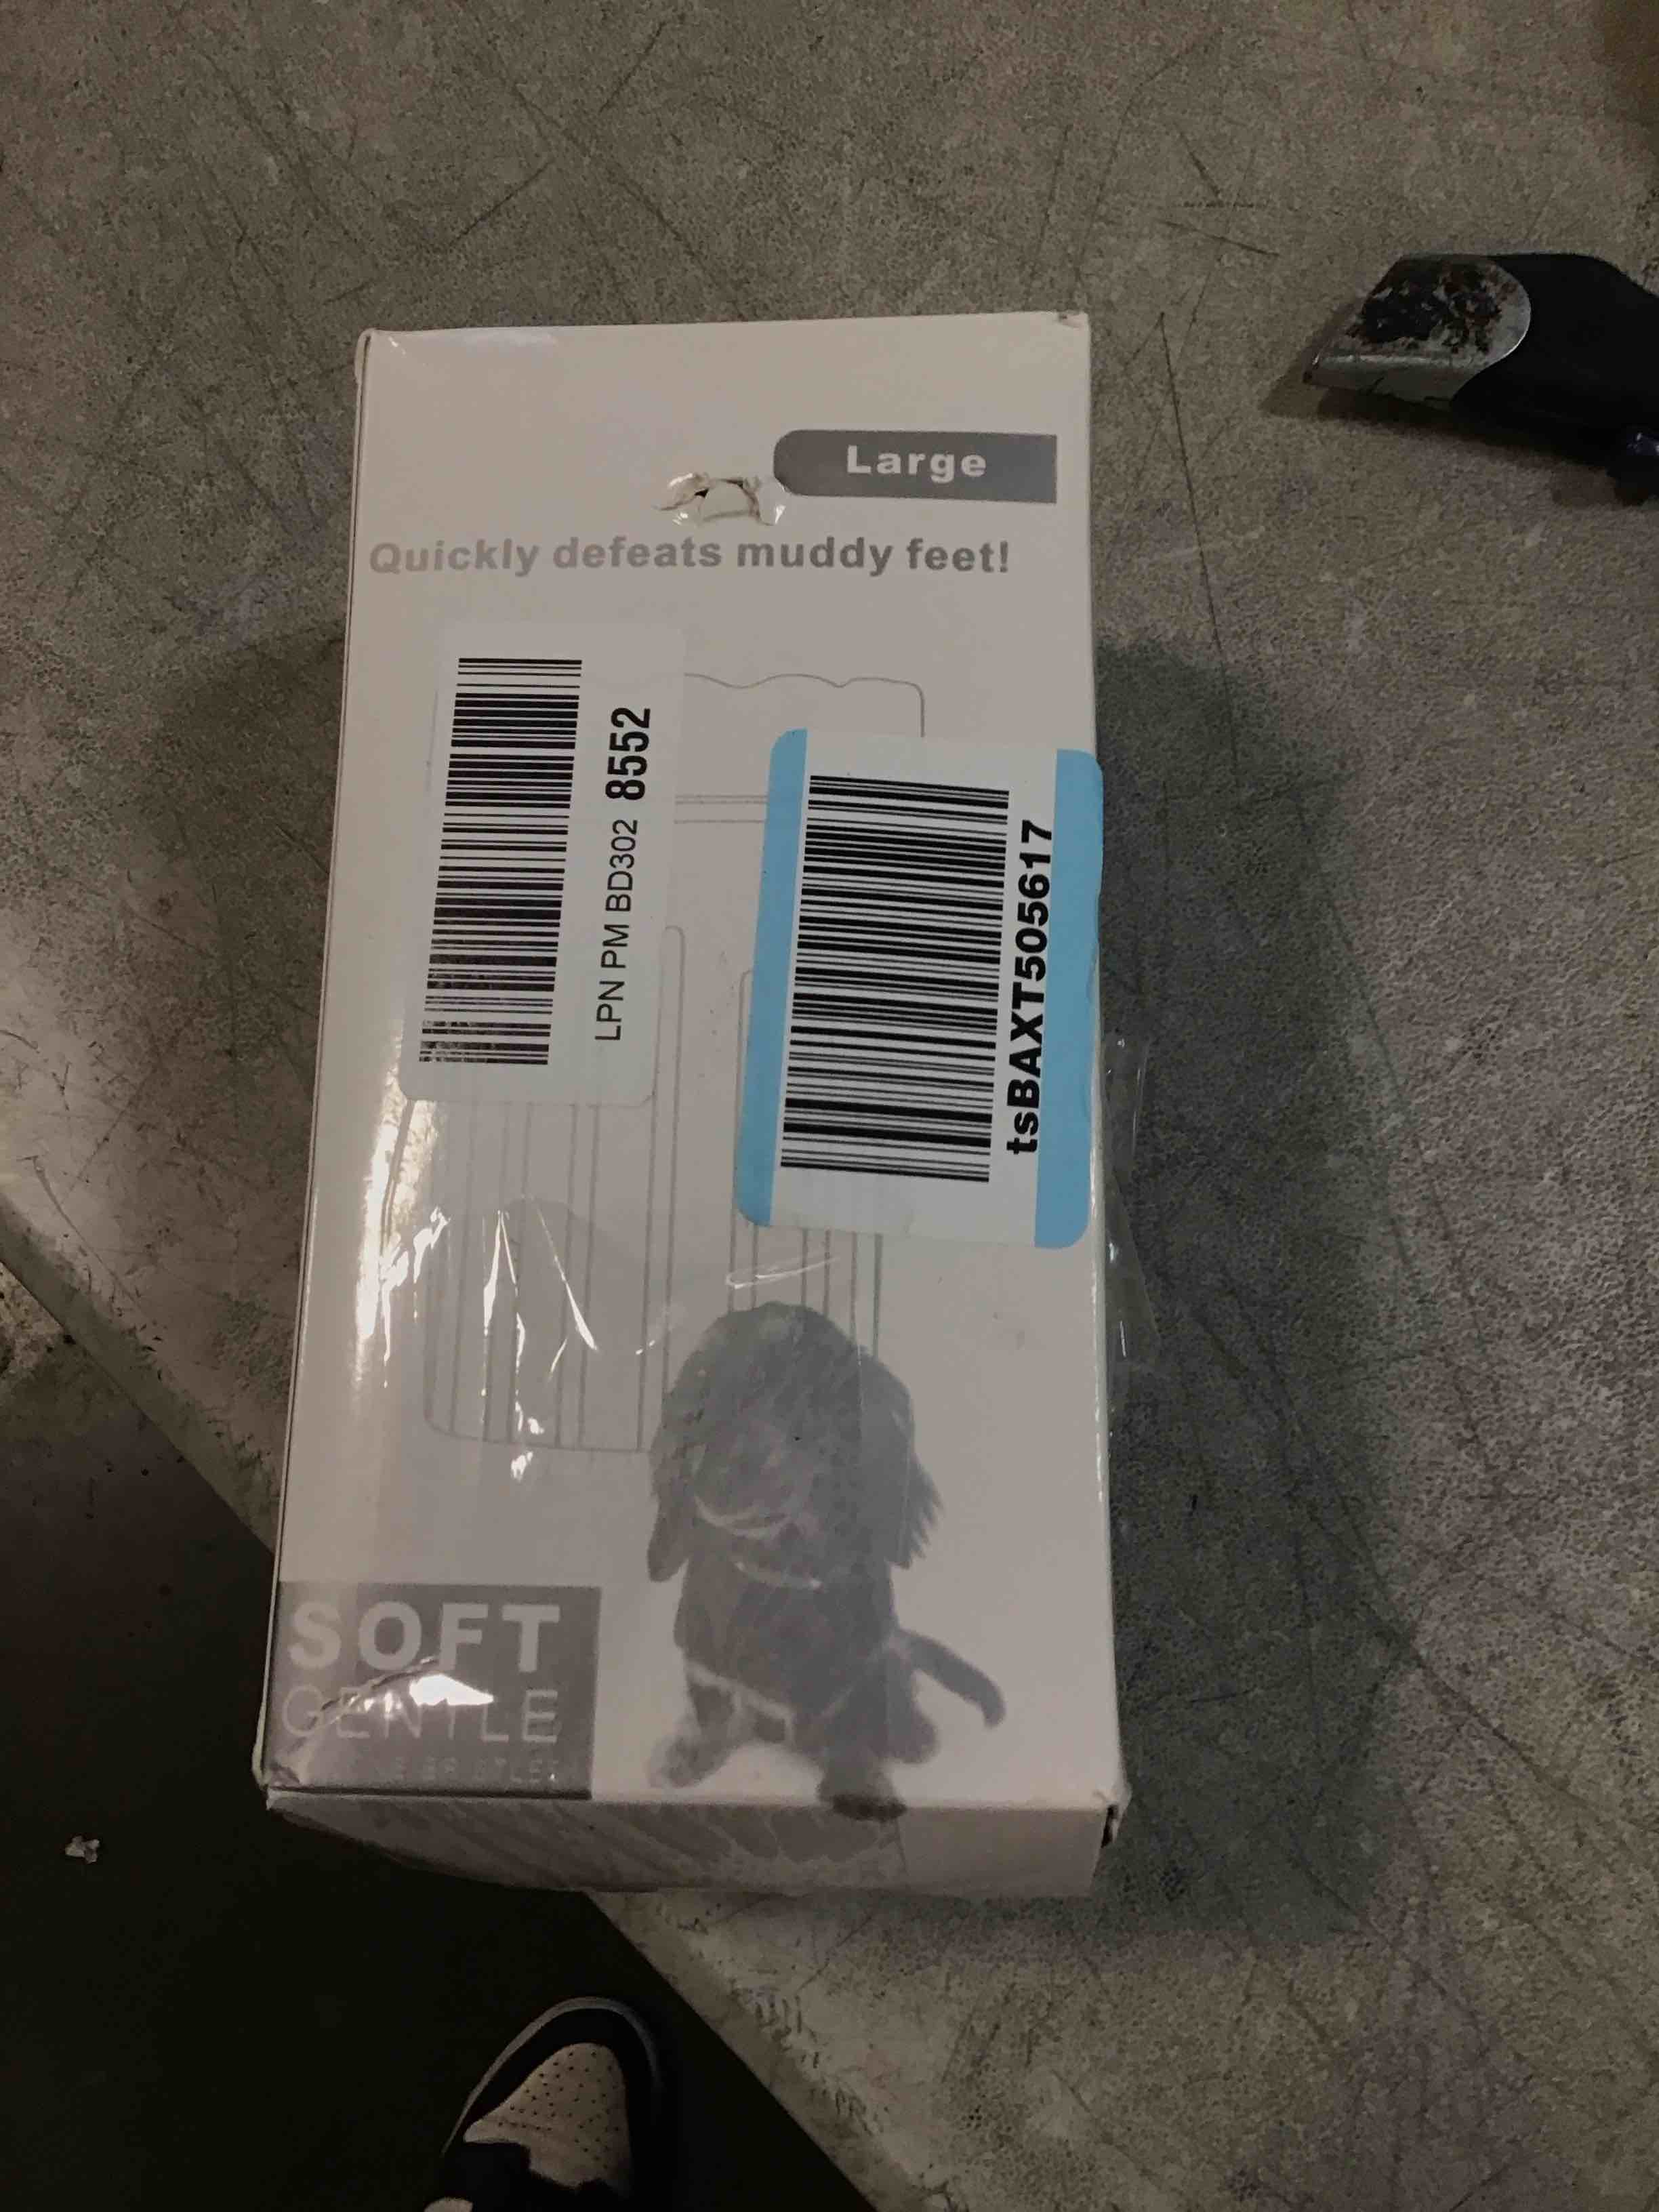 Large
Quickly defeats muddy feet!
LPN PM BD302 8552
tsBAXT505617
SOFT
GENTLE